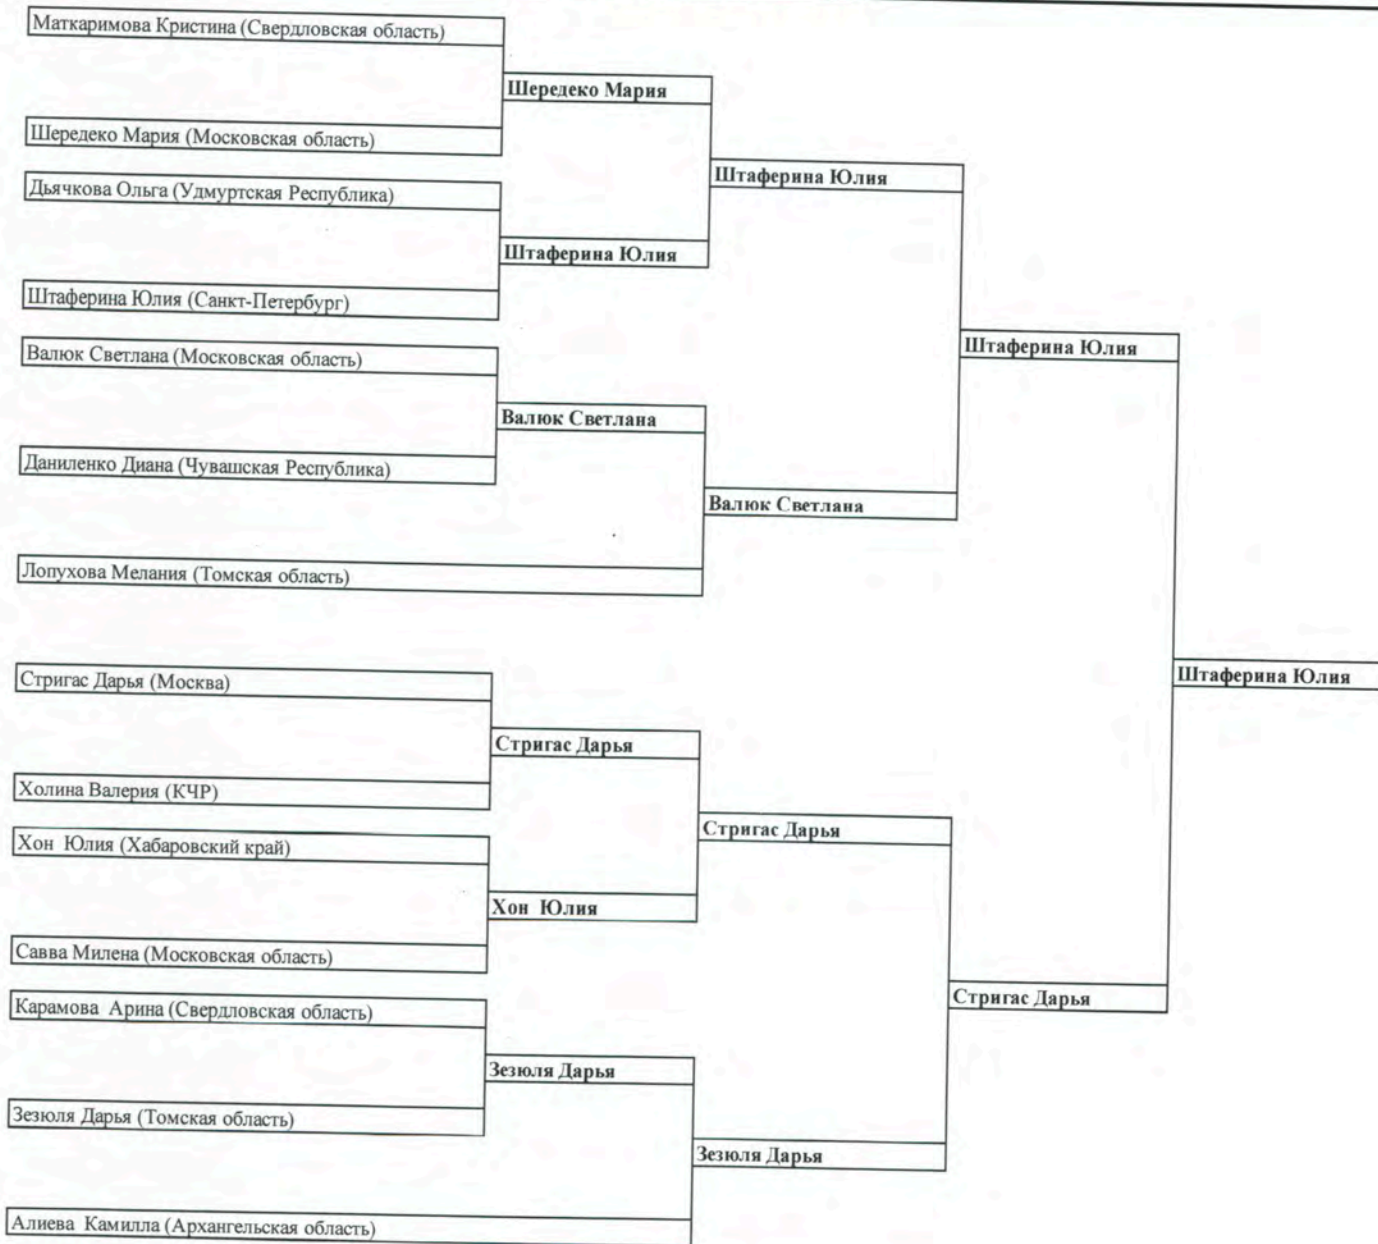 Маткаримова Кристина (Свердловская область)
Шередеко Мария
Шередеко Мария (Московская область)
Штаферина Юлия
Дьячкова Ольга (Удмуртская Республика)
Штаферина Юлия
Штаферина Юлия (Санкт-Петербург)
Штаферина Юлия
Валюк Светлана (Московская область)
Валюк Светлана
Даниленко Диана (Чувашская Республика)
Валюк Светлана
Лопухова Мелания (Томская область)
Штаферина Юлия
Стригас Дарья (Москва)
Стригас Дарья
Холина Валерия (КЧР)
Стригас Дарья
Хон Юлия (Хабаровский край)
Хон Юлия
Савва Милена (Московская область)
Стригас Дарья
Карамова Арина (Свердловская область)
Зезюля Дарья
Зезюля Дарья (Томская область)
Зезюля Дарья
Алиева Камилла (Архангельская область)